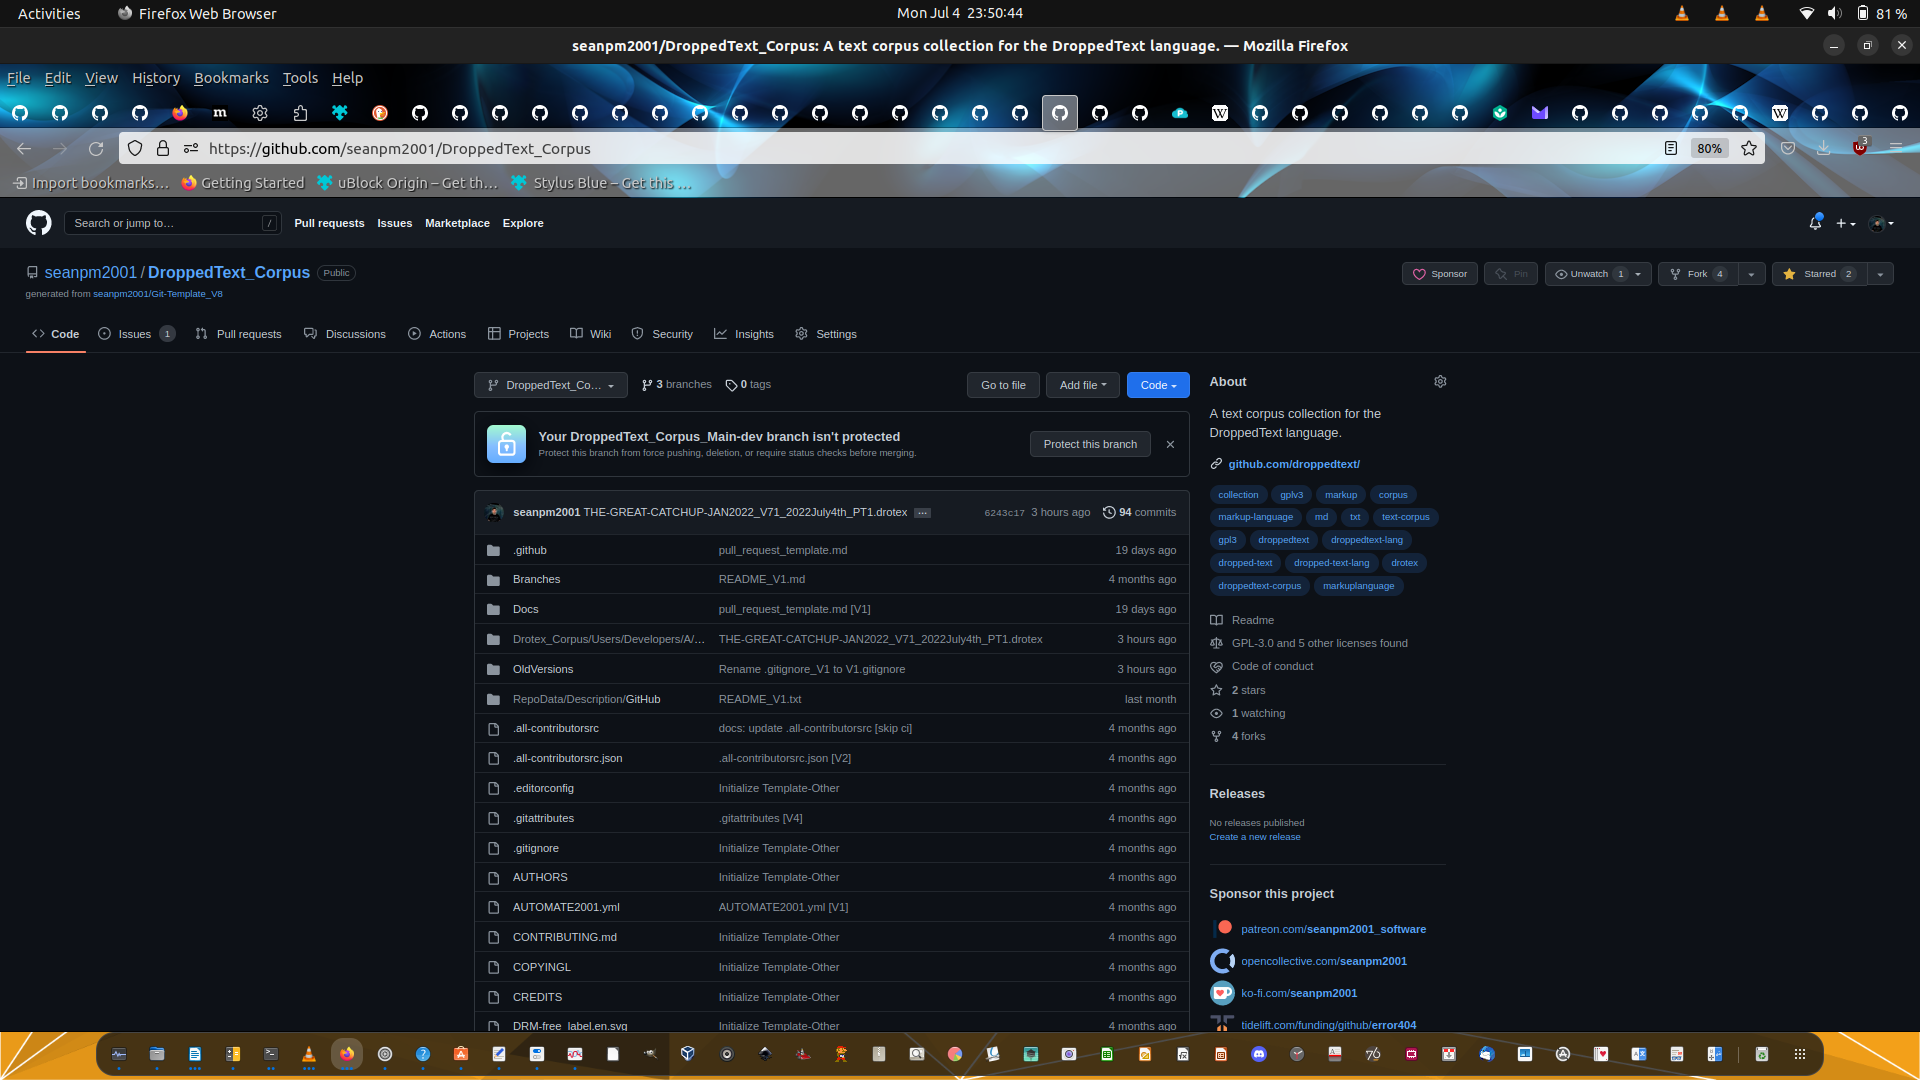 Activities
Firefox Web Browser
Mon Jul 4 23:50:44
81 %
seanpm2001/DroppedText_Corpus: A text corpus collection for the DroppedText language. — Mozilla Firefox
File Edit View History Bookmarks Tools Help
https://github.com/seanpm2001/DroppedText_Corpus
80%
3
Import bookmarks…
Getting Started
uBlock Origin – Get th…
Stylus Blue – Get this …
Search or jump to…
/
Pull requests
Issues
Marketplace
Explore
seanpm2001 / DroppedText_Corpus
Public
Sponsor
Pin
Unwatch 1
Fork 4
Starred 2
generated from seanpm2001/Git-Template_V8
Code
Issues 1
Pull requests
Discussions
Actions
Projects
Wiki
Security
Insights
Settings
DroppedText_Co…
3 branches
0 tags
Go to file
Add file
Code
Your DroppedText_Corpus_Main-dev branch isn't protected
Protect this branch from force pushing, deletion, or require status checks before merging.
Protect this branch
seanpm2001 THE-GREAT-CATCHUP-JAN2022_V71_2022July4th_PT1.drotex … 6243c17 3 hours ago 94 commits
.github pull_request_template.md 19 days ago
Branches README_V1.md 4 months ago
Docs pull_request_template.md [V1] 19 days ago
Drotex_Corpus/Users/Developers/A/… THE-GREAT-CATCHUP-JAN2022_V71_2022July4th_PT1.drotex 3 hours ago
OldVersions Rename .gitignore_V1 to V1.gitignore 3 hours ago
RepoData/Description/GitHub README_V1.txt last month
.all-contributorsrc docs: update .all-contributorsrc [skip ci] 4 months ago
.all-contributorsrc.json .all-contributorsrc.json [V2] 4 months ago
.editorconfig Initialize Template-Other 4 months ago
.gitattributes .gitattributes [V4] 4 months ago
.gitignore Initialize Template-Other 4 months ago
AUTHORS Initialize Template-Other 4 months ago
AUTOMATE2001.yml AUTOMATE2001.yml [V1] 4 months ago
CONTRIBUTING.md Initialize Template-Other 4 months ago
COPYINGL Initialize Template-Other 4 months ago
CREDITS Initialize Template-Other 4 months ago
DRM-free_label.en.svg Initialize Template-Other 4 months ago
About
A text corpus collection for the
DroppedText language.
github.com/droppedtext/
collection gplv3 markup corpus
markup-language md txt text-corpus
gpl3 droppedtext droppedtext-lang
dropped-text dropped-text-lang drotex
droppedtext-corpus markuplanguage
Readme
GPL-3.0 and 5 other licenses found
Code of conduct
2 stars
1 watching
4 forks
Releases
No releases published
Create a new release
Sponsor this project
patreon.com/seanpm2001_software
opencollective.com/seanpm2001
ko-fi.com/seanpm2001
tidelift.com/funding/github/error404